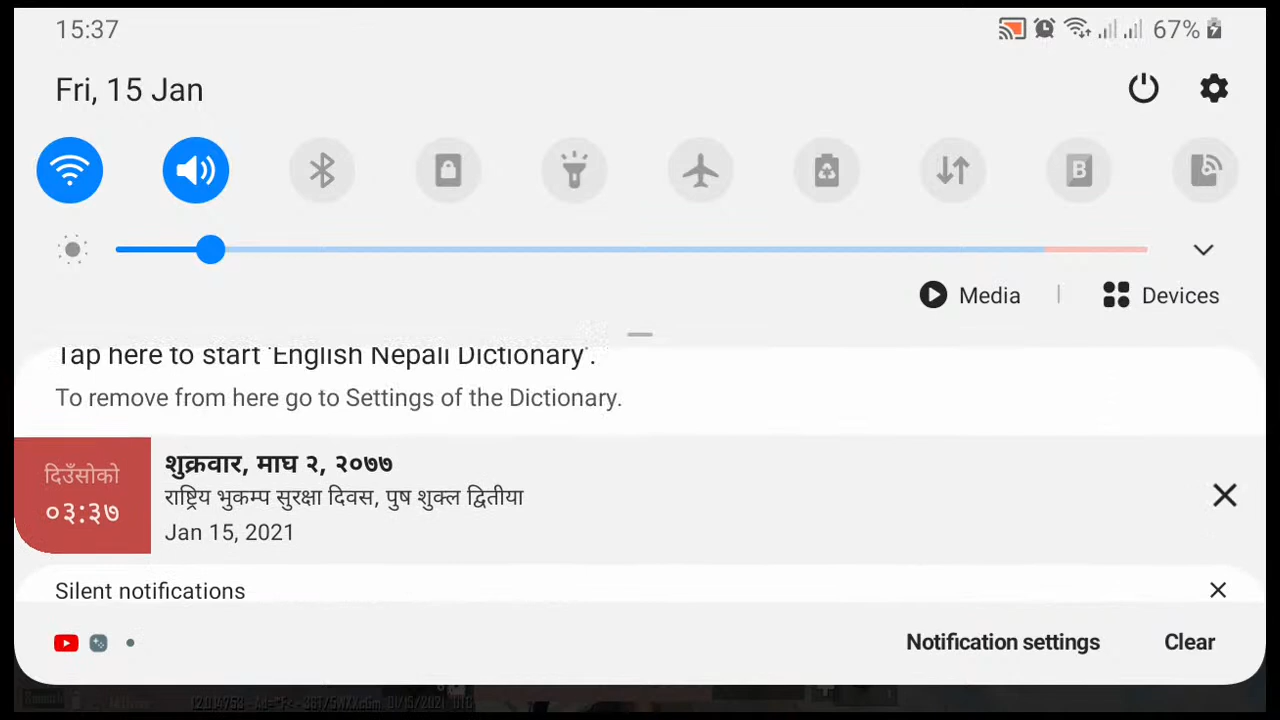 15:37
67%
Fri, 15 Jan
B
Media | Devices
Tap here to start 'English Nepali Dictionary'.
To remove from here go to Settings of the Dictionary.
दिउँसोको
०३:३७
शुक्रवार, माघ २, २०७७
राष्ट्रिय भुकम्प सुरक्षा दिवस, पुष शुक्ल द्वितीया
Jan 15, 2021
Silent notifications
Notification settings
Clear